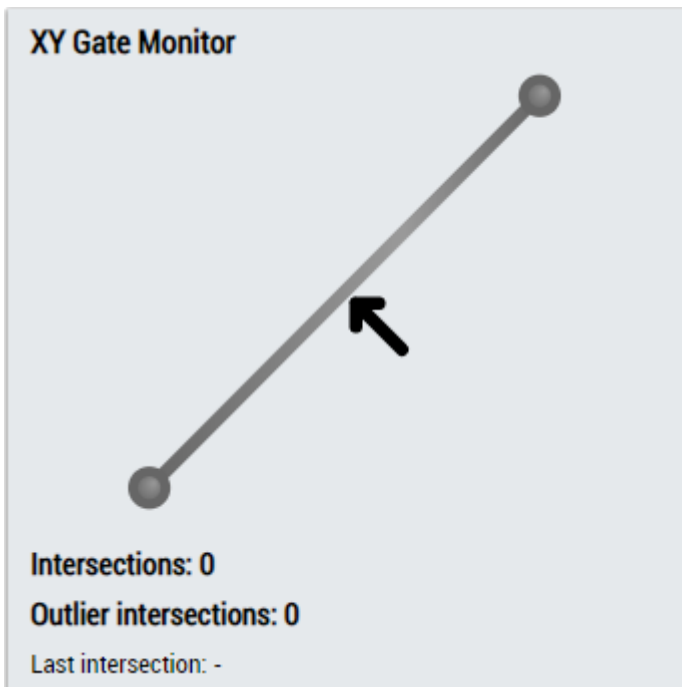 XY Gate Monitor
Intersections: 0
Outlier intersections: 0
Last intersection: -